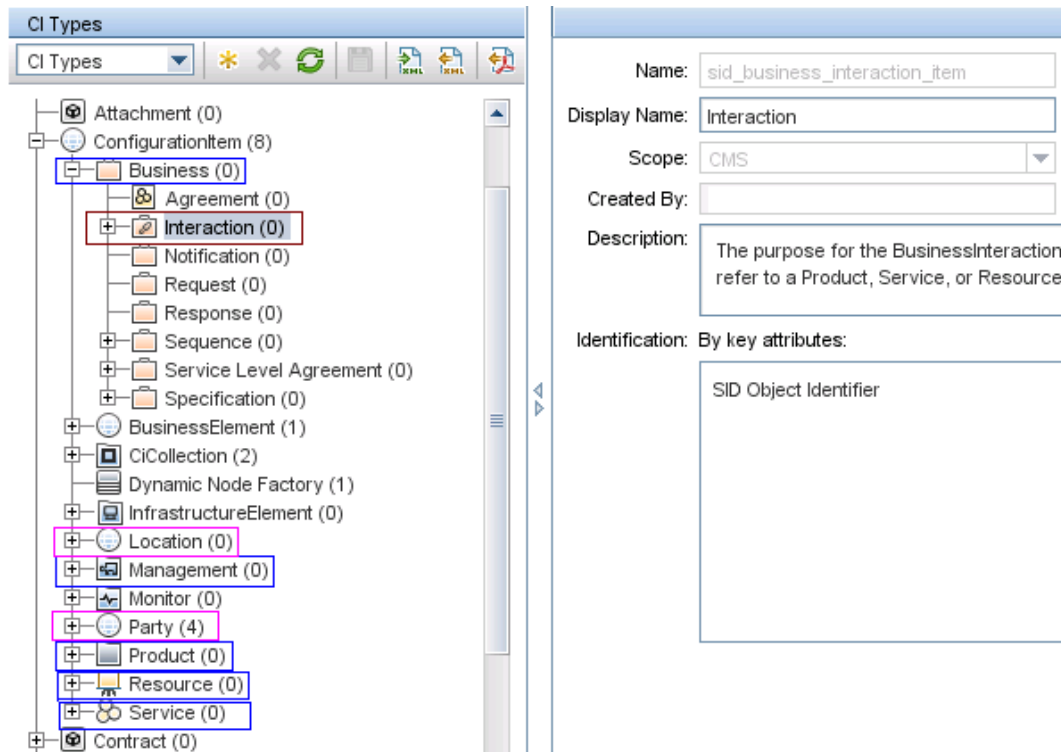 CI Types
CI Types
XML
XML
Attachment (0)
ConfigurationItem (8)
Business (0)
Agreement (0)
Interaction (0)
Notification (0)
Request (0)
Response (0)
Sequence (0)
Service Level Agreement (0)
Specification (0)
BusinessElement (1)
CiCollection (2)
Dynamic Node Factory (1)
InfrastructureElement (0)
Location (0)
Management (0)
Monitor (0)
Party (4)
Product (0)
Resource (0)
Service (0)
Contract (0)
Name: sid_business_interaction_item
Display Name: Interaction
Scope: CMS
Created By:
Description: The purpose for the BusinessInteraction
refer to a Product, Service, or Resource
Identification: By key attributes:
SID Object Identifier